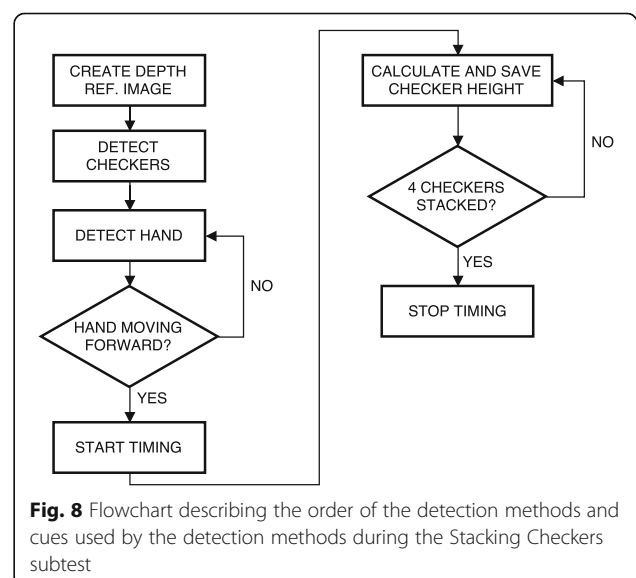 CREATE DEPTH
REF. IMAGE
DETECT
CHECKERS
DETECT HAND
NO
HAND MOVING
FORWARD?
YES
START TIMING
CALCULATE AND SAVE
CHECKER HEIGHT
NO
4 CHECKERS
STACKED?
YES
STOP TIMING
Fig. 8 Flowchart describing the order of the detection methods and
cues used by the detection methods during the Stacking Checkers
subtest